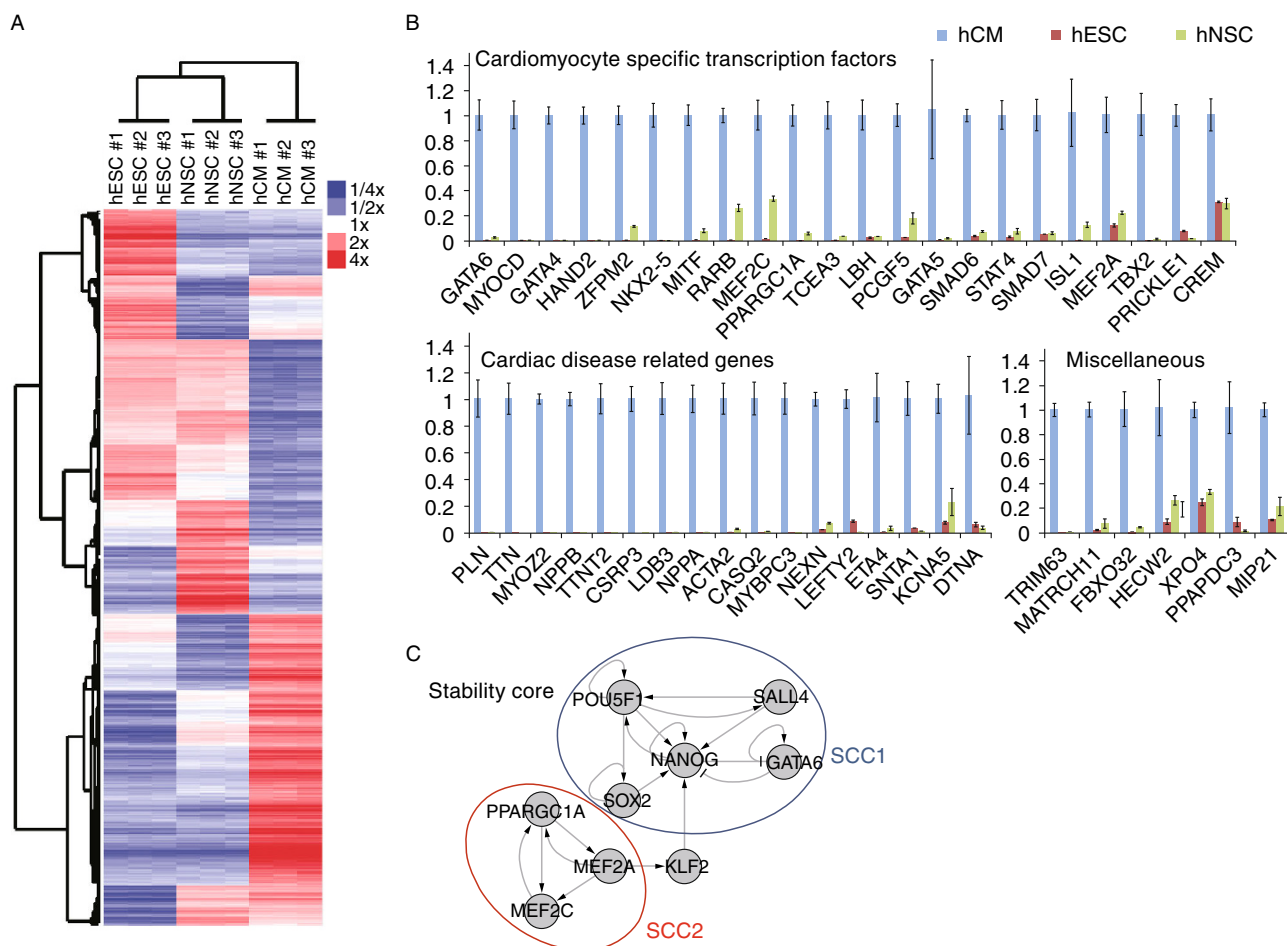 A
hESC #1
hESC #2
hESC #3
hNSC #1
hNSC #2
hNSC #3
hCM #1
hCM #2
hCM #3
1/4x
1/2x
1x
2x
4x
B
hCM
hESC
hNSC
Cardiomyocyte specific transcription factors
1.4
1.2
1
0.8
0.6
0.4
0.2
0
GATA6
MYOCD
GATA4
HAND2
ZFPM2
NKX2-5
MITF
RARB
MEF2C
PPARGC1A
TCEA3
LBH
PCGF5
GATA5
SMAD6
STAT4
SMAD7
ISL1
MEF2A
TBX2
PRICKLE1
CREM
Cardiac disease related genes
1.4
1.2
1
0.8
0.6
0.4
0.2
0
PLN
TTN
MYOZ2
NPPB
TTNT2
CSRP3
LDB3
NPPA
ACTA2
CASQ2
MYBPC3
NEXN
LEFTY2
ETA4
SNTA1
KCNA5
DTNA
Miscellaneous
1.4
1.2
1
0.8
0.6
0.4
0.2
0
TRIM63
MATRCH11
FBXO32
HECW2
XPO4
PPAPDC3
MIP21
C
Stability core
POU5F1
SALL4
NANOG
GATA6
SCC1
SOX2
PPARGC1A
MEF2A
KLF2
MEF2C
SCC2